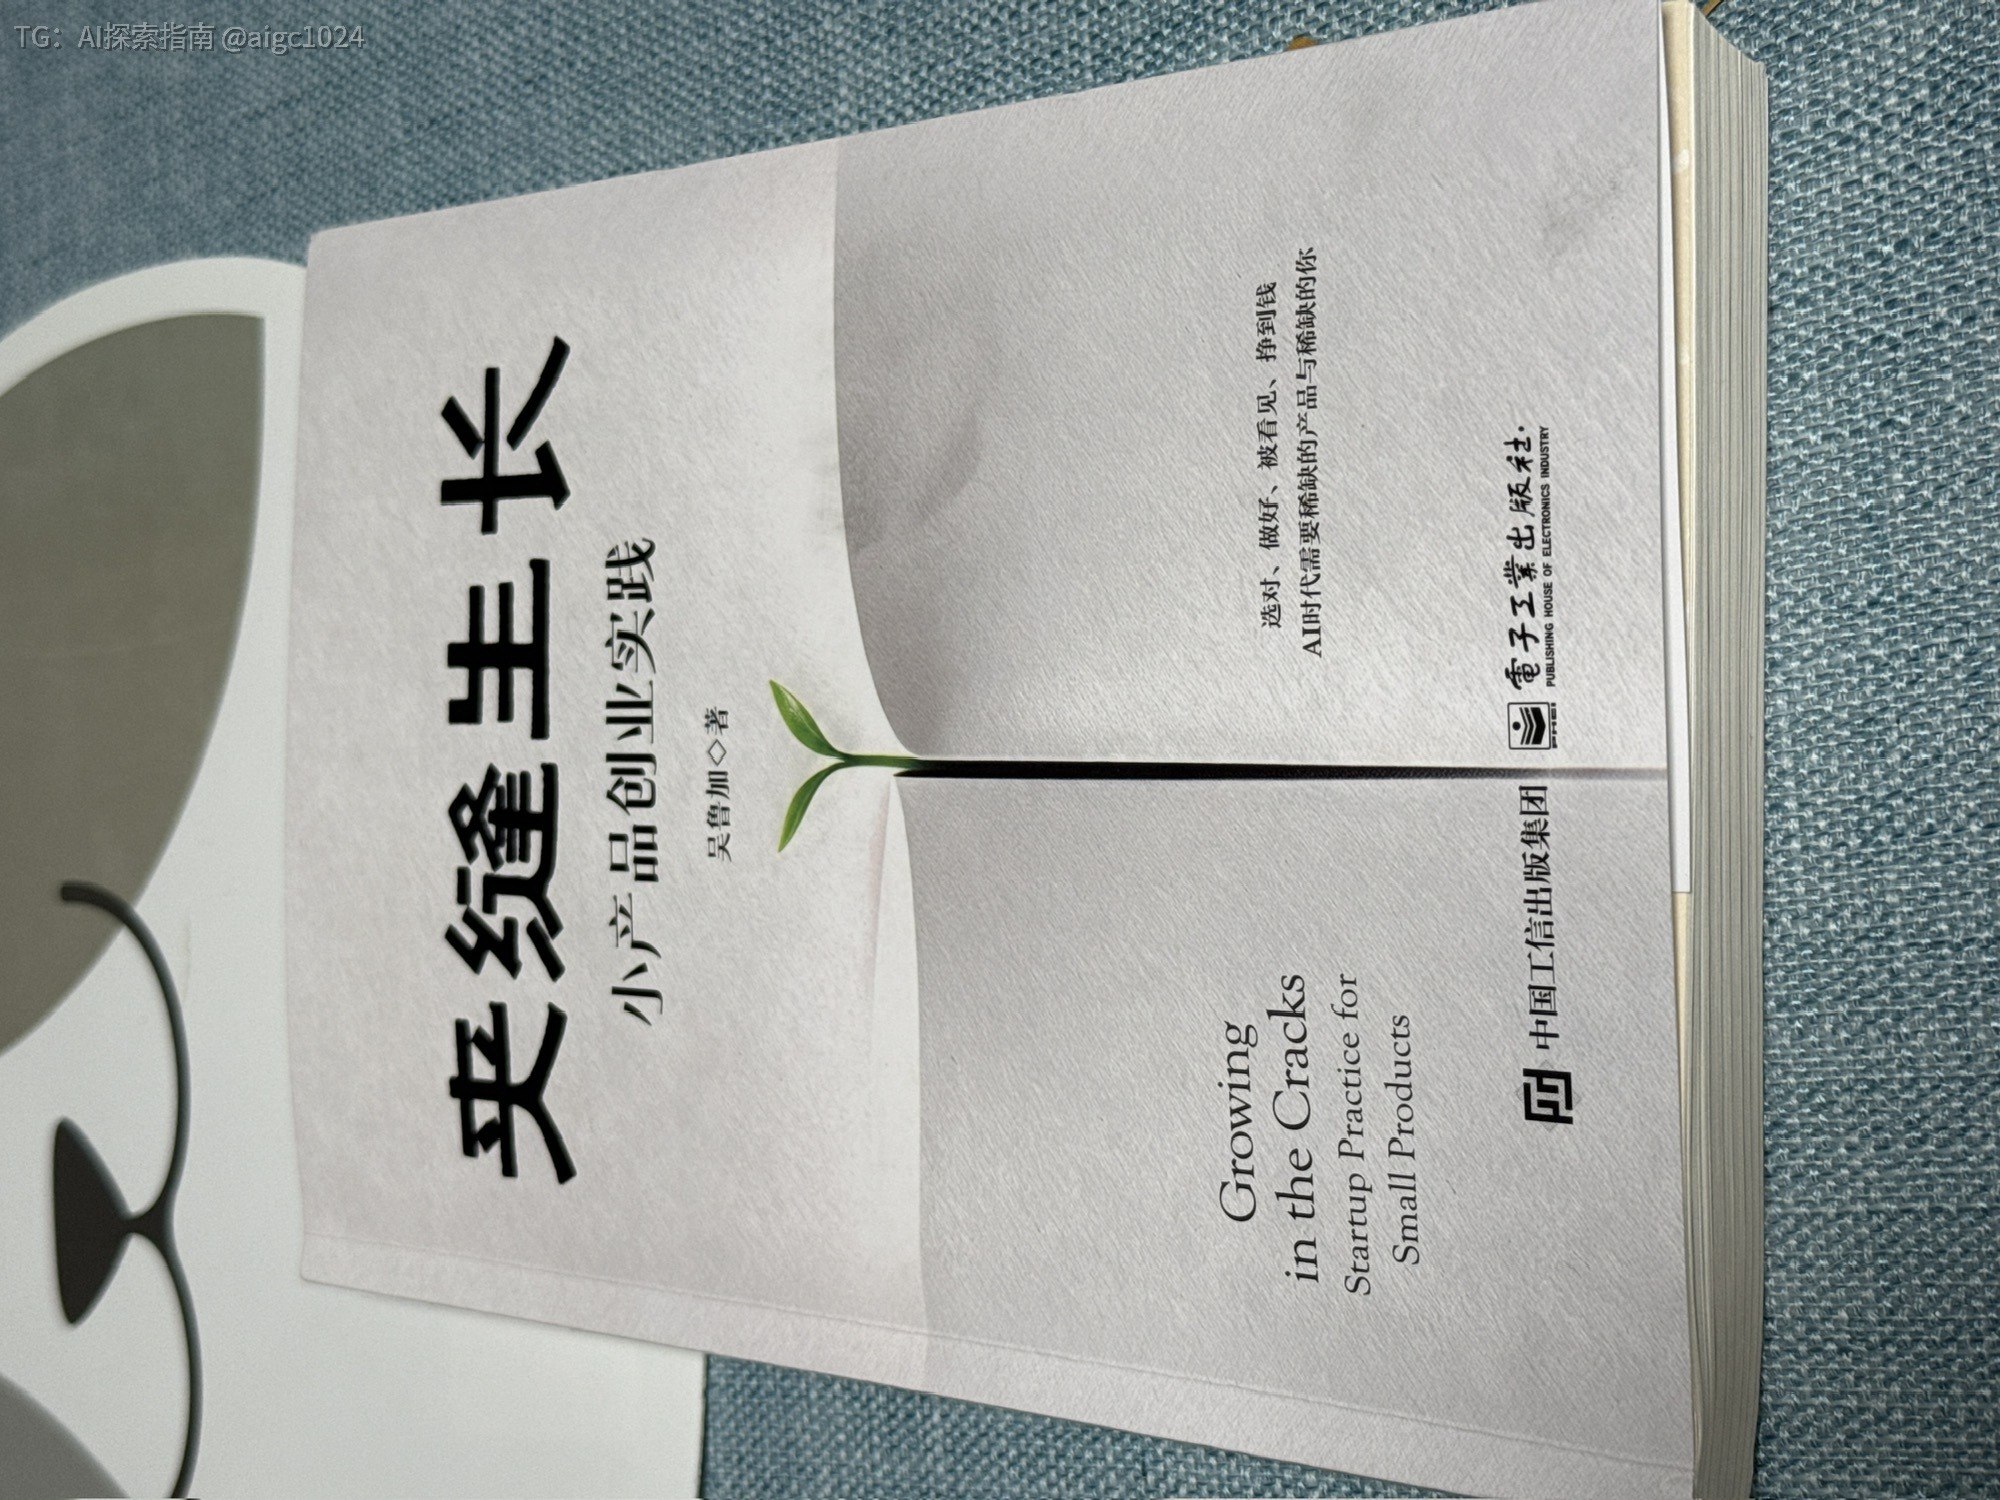 TG：AI探索指南 @aigc1024
夹缝生长
小产品创业实践
吴鲁加◇著
选对、做好、被看见、挣到钱
AI时代需要稀缺的产品与稀缺的你
Growing
in the Cracks
Startup Practice for
Small Products
中国工信出版集团
電子工業出版社
PUBLISHING HOUSE OF ELECTRONICS INDUSTRY
PHEI